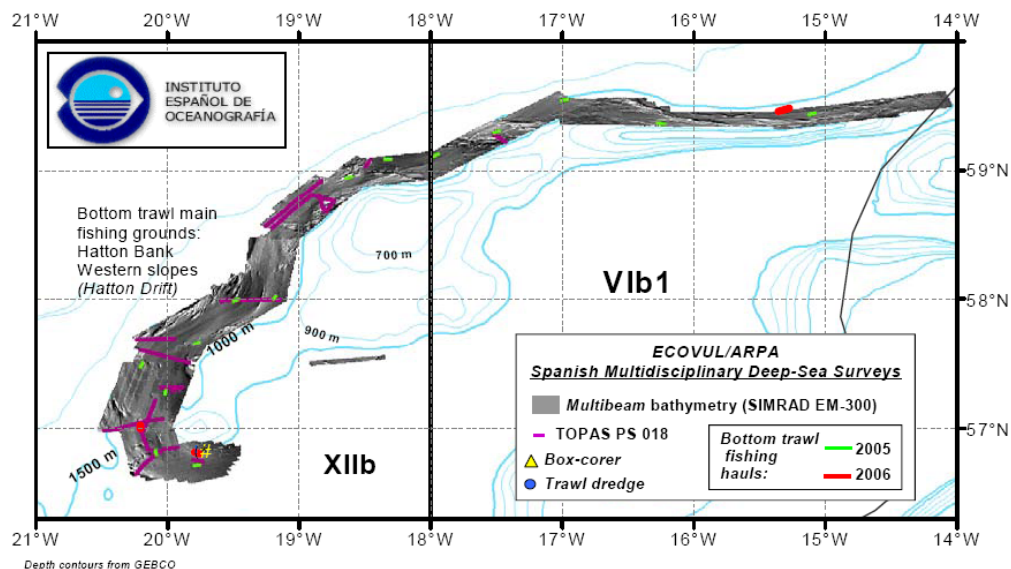 21°W 20°W 19°W 18°W 17°W 16°W 15°W 14°W
INSTITUTO
ESPAÑOL DE
OCEANOGRAFÍA
59°N
Bottom trawl main
fishing grounds:
Hatton Bank
Western slopes
(Hatton Drift)
700 m
VIb1
58°N
900 m
1000 m
ECOVUL/ARPA
Spanish Multidisciplinary Deep-Sea Surveys
Multibeam bathymetry (SIMRAD EM-300)
TOPAS PS 018
Box-corer
Trawl dredge
Bottom trawl
fishing
hauls:
2005
2006
57°N
1500 m
XIIb
21°W 20°W 19°W 18°W 17°W 16°W 15°W 14°W
Depth contours from GEBCO